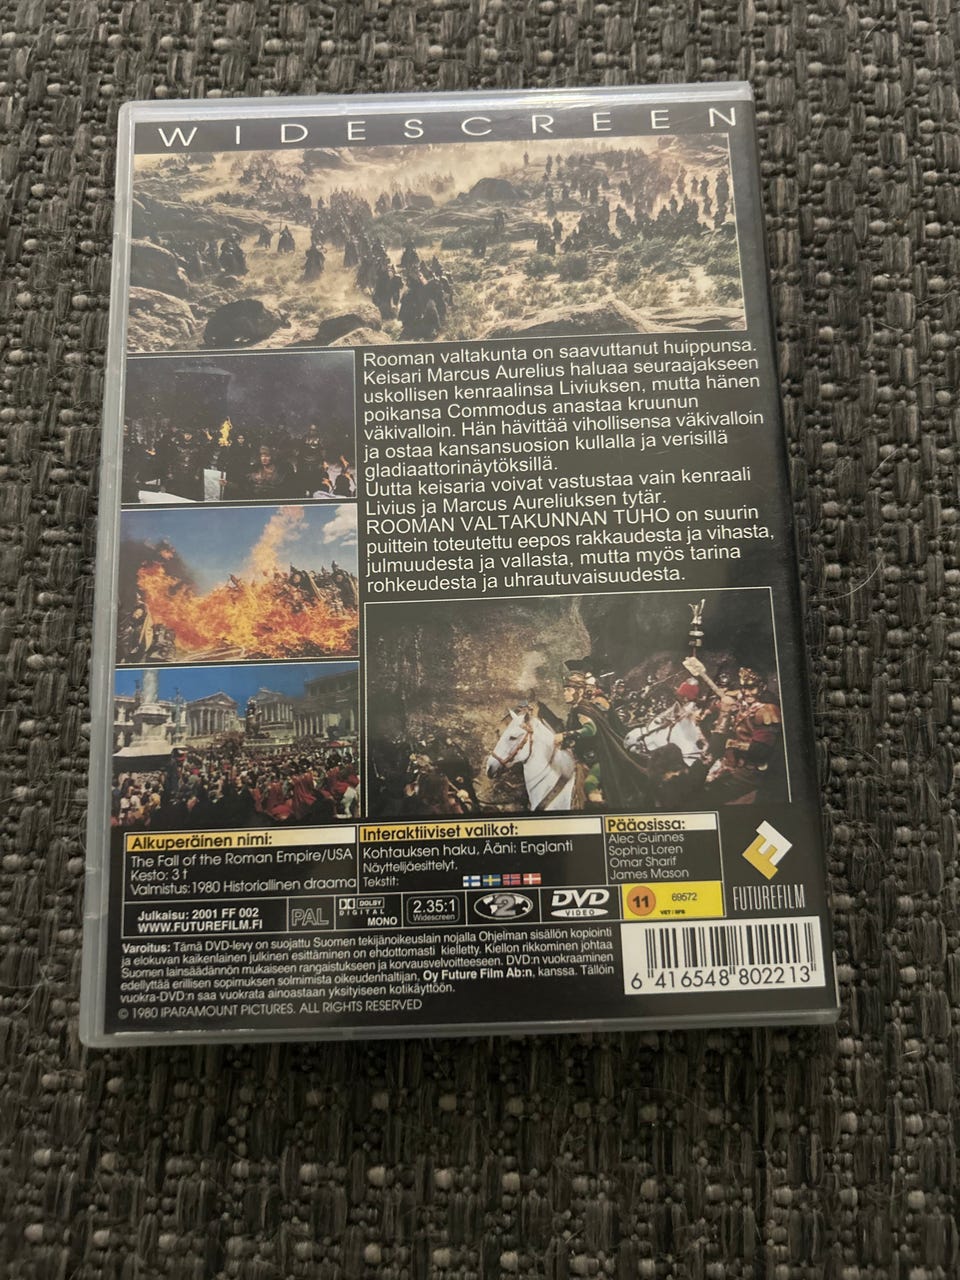 WIDESCREEN
Rooman valtakunta on saavuttanut huippunsa.
Keisari Marcus Aurelius haluaa seuraajakseen
uskollisen kenraalinsa Liviuksen, mutta hänen
poikansa Commodus anastaa kruunun
väkivalloin. Hän hävittää vihollisensa väkivalloin
ja ostaa kansansuosion kullalla ja verisillä
gladiaattorinäytöksillä.
Uutta keisaria voivat vastustaa vain kenraali
Livius ja Marcus Aureliuksen tytär.
ROOMAN VALTAKUNNAN TUHO on suurin
puittein toteutettu eepos rakkaudesta ja vihasta,
julmuudesta ja vallasta, mutta myös tarina
rohkeudesta ja uhrautuvaisuudesta.
Alkuperäinen nimi:
The Fall of the Roman Empire/USA
Kesto: 3 t
Valmistus:1980 Historiallinen draama
Interaktiiviset valikot:
Kohtauksen haku, Ääni: Englanti
Näyttelijäesittelyt.
Tekstit:
Pääosissa:
Alec Guinnes
Sophia Loren
Omar Sharif
James Mason
FUTUREFILM
Julkaisu: 2001 FF 002
WWW.FUTUREFILM.FI
PAL
DOLBY
DIGITAL
MONO
2.35:1
Widescreen
2
DVD
VIDEO
11
69572
VET / SFB
Varoitus: Tämä DVD-levy on suojattu Suomen tekijänoikeuslain nojalla Ohjelman sisällön kopiointi
ja elokuvan kaikenlainen julkinen esittäminen on ehdottomasti kielletty. Kiellon rikkominen johtaa
Suomen lainsäädännön mukaiseen rangaistukseen ja korvausvelvoitteeseen. DVD:n vuokraaminen
edellyttää erillisen sopimuksen solmimista oikeudenhaltijan, Oy Future Film Ab:n, kanssa. Tällöin
vuokra-DVD:n saa vuokrata ainoastaan yksityiseen kotikäyttöön.
© 1980 IPARAMOUNT PICTURES. ALL RIGHTS RESERVED
6 416548 802213